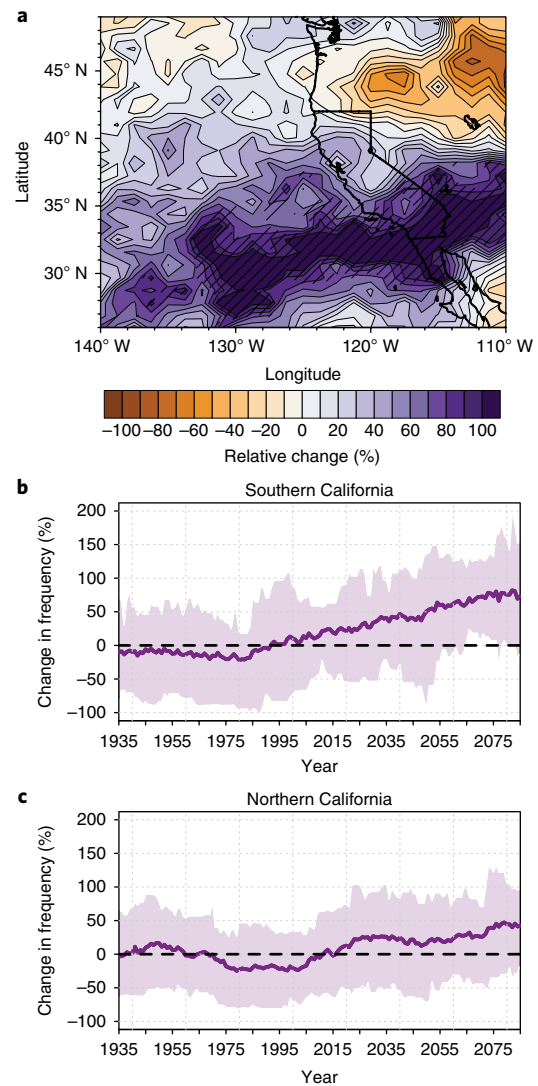 a
45° N
40° N
35° N
30° N
Latitude
140° W 130° W 120° W 110° W
Longitude
−100 −80 −60 −40 −20 0 20 40 60 80 100
Relative change (%)
b
Southern California
200
150
100
50
0
−50
−100
Change in frequency (%)
1935 1955 1975 1995 2015 2035 2055 2075
Year
c
Northern California
200
150
100
50
0
−50
−100
Change in frequency (%)
1935 1955 1975 1995 2015 2035 2055 2075
Year